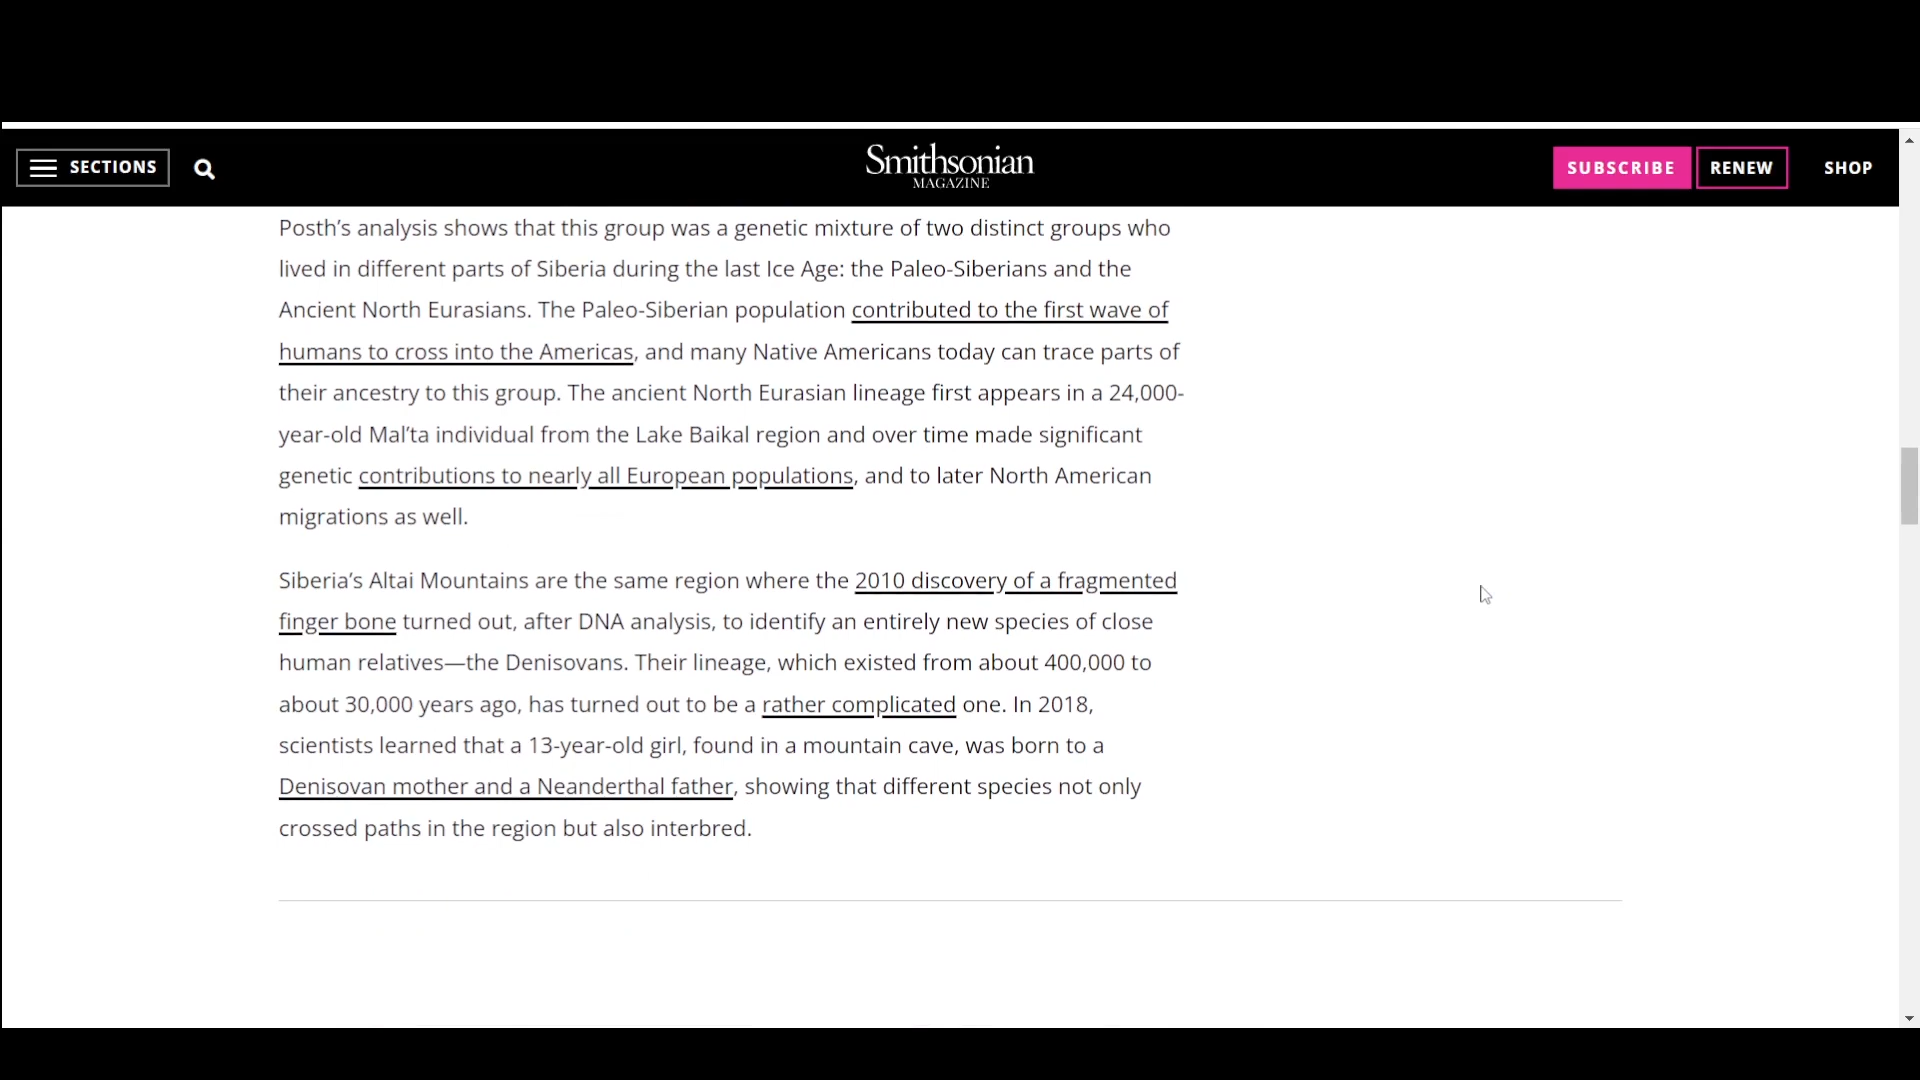 SECTIONS
Smithsonian
MAGAZINE
SUBSCRIBE
RENEW
SHOP
Posth’s analysis shows that this group was a genetic mixture of two distinct groups who
lived in different parts of Siberia during the last Ice Age: the Paleo-Siberians and the
Ancient North Eurasians. The Paleo-Siberian population contributed to the first wave of
humans to cross into the Americas, and many Native Americans today can trace parts of
their ancestry to this group. The ancient North Eurasian lineage first appears in a 24,000-
year-old Mal’ta individual from the Lake Baikal region and over time made significant
genetic contributions to nearly all European populations, and to later North American
migrations as well.
Siberia’s Altai Mountains are the same region where the 2010 discovery of a fragmented
finger bone turned out, after DNA analysis, to identify an entirely new species of close
human relatives—the Denisovans. Their lineage, which existed from about 400,000 to
about 30,000 years ago, has turned out to be a rather complicated one. In 2018,
scientists learned that a 13-year-old girl, found in a mountain cave, was born to a
Denisovan mother and a Neanderthal father, showing that different species not only
crossed paths in the region but also interbred.